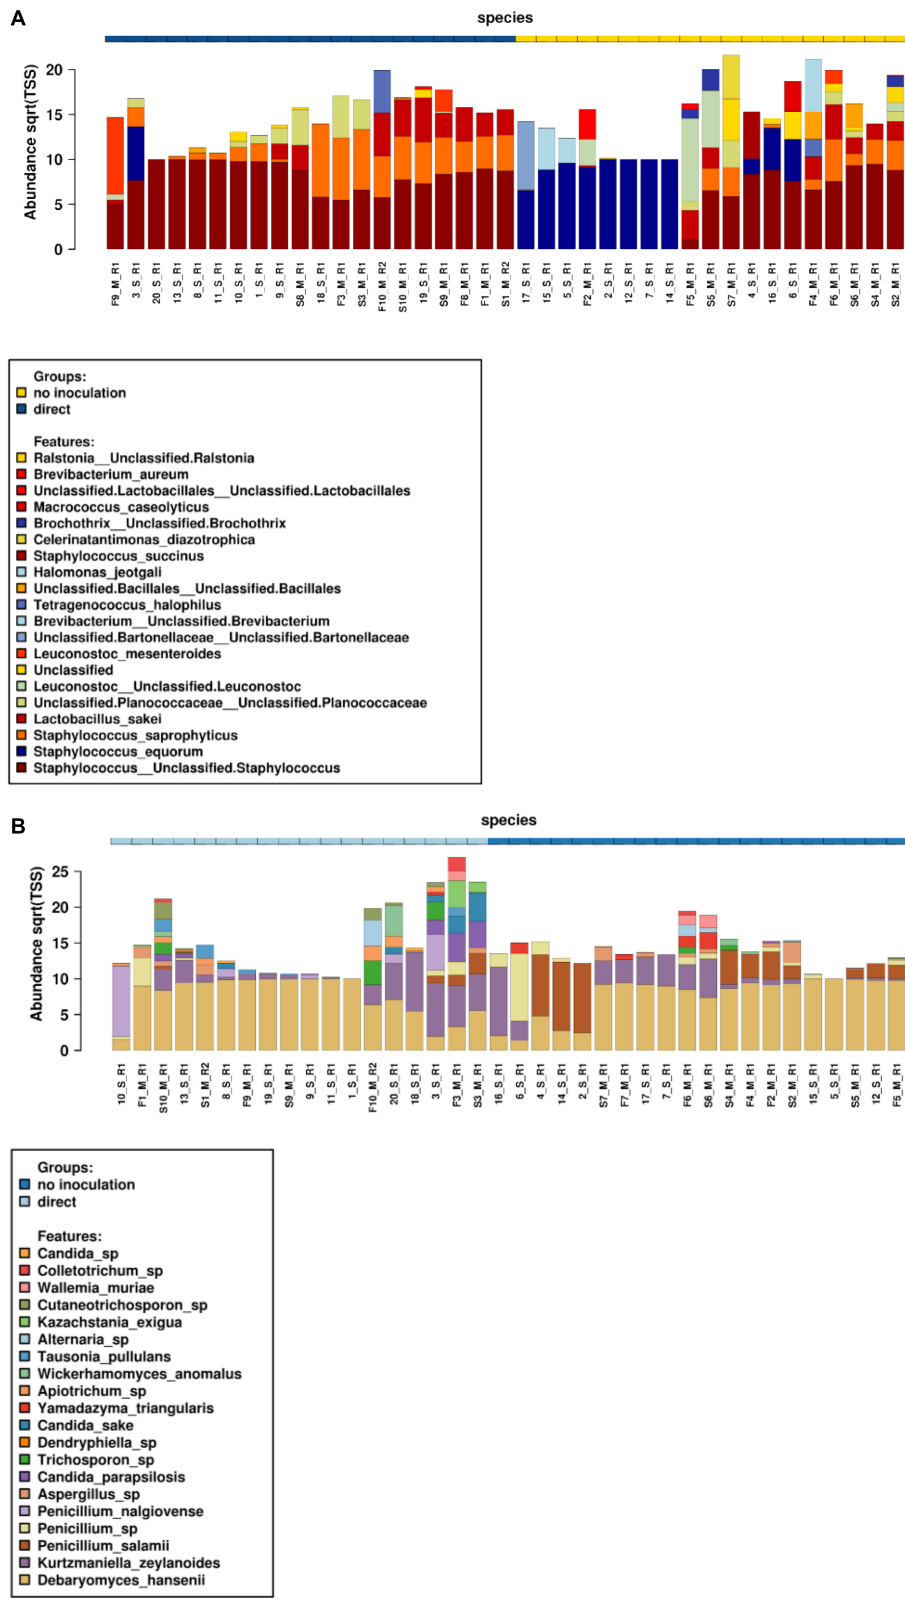 A
species
Abundance sqrt(TSS)
20
15
10
5
0
F9_M_R1
3_S_R1
20_S_R1
13_S_R1
8_S_R1
11_S_R1
10_S_R1
1_S_R1
9_S_R1
S8_M_R1
18_S_R1
F3_M_R1
S3_M_R1
F10_M_R2
S10_M_R1
19_S_R1
S9_M_R1
F8_M_R1
F1_M_R1
S1_M_R2
17_S_R1
15_S_R1
5_S_R1
F2_M_R1
2_S_R1
12_S_R1
7_S_R1
14_S_R1
F5_M_R1
S5_M_R1
S7_M_R1
4_S_R1
16_S_R1
6_S_R1
F4_M_R1
F6_M_R1
S6_M_R1
S4_M_R1
S2_M_R1
Groups:
no inoculation
direct
Features:
Ralstonia__Unclassified.Ralstonia
Brevibacterium_aureum
Unclassified.Lactobacillales__Unclassified.Lactobacillales
Macrococcus_caseolyticus
Brochothrix__Unclassified.Brochothrix
Celerinatantimonas_diazotrophica
Staphylococcus_succinus
Halomonas_jeotgali
Unclassified.Bacillales__Unclassified.Bacillales
Tetragenococcus_halophilus
Brevibacterium__Unclassified.Brevibacterium
Unclassified.Bartonellaceae__Unclassified.Bartonellaceae
Leuconostoc_mesenteroides
Unclassified
Leuconostoc__Unclassified.Leuconostoc
Unclassified.Planococcaceae__Unclassified.Planococcaceae
Lactobacillus_sakei
Staphylococcus_saprophyticus
Staphylococcus_equorum
Staphylococcus__Unclassified.Staphylococcus
B
species
Abundance sqrt(TSS)
25
20
15
10
5
0
10_S_R1
F1_M_R1
S10_M_R1
13_S_R1
S1_M_R2
8_S_R1
F9_M_R1
19_S_R1
S9_M_R1
9_S_R1
11_S_R1
1_S_R1
F10_M_R2
20_S_R1
18_S_R1
3_S_R1
F3_M_R1
S3_M_R1
16_S_R1
6_S_R1
4_S_R1
14_S_R1
2_S_R1
S7_M_R1
F7_M_R1
17_S_R1
7_S_R1
F6_M_R1
S6_M_R1
S4_M_R1
F4_M_R1
F2_M_R1
S2_M_R1
15_S_R1
5_S_R1
S5_M_R1
12_S_R1
F5_M_R1
Groups:
no inoculation
direct
Features:
Candida_sp
Colletotrichum_sp
Wallemia_muriae
Cutaneotrichosporon_sp
Kazachstania_exigua
Alternaria_sp
Tausonia_pullulans
Wickerhamomyces_anomalus
Apiotrichum_sp
Yamadazyma_triangularis
Candida_sake
Dendryphiella_sp
Trichosporon_sp
Candida_parapsilosis
Aspergillus_sp
Penicillium_nalgiovense
Penicillium_sp
Penicillium_salamii
Kurtzmaniella_zeylanoides
Debaryomyces_hansenii